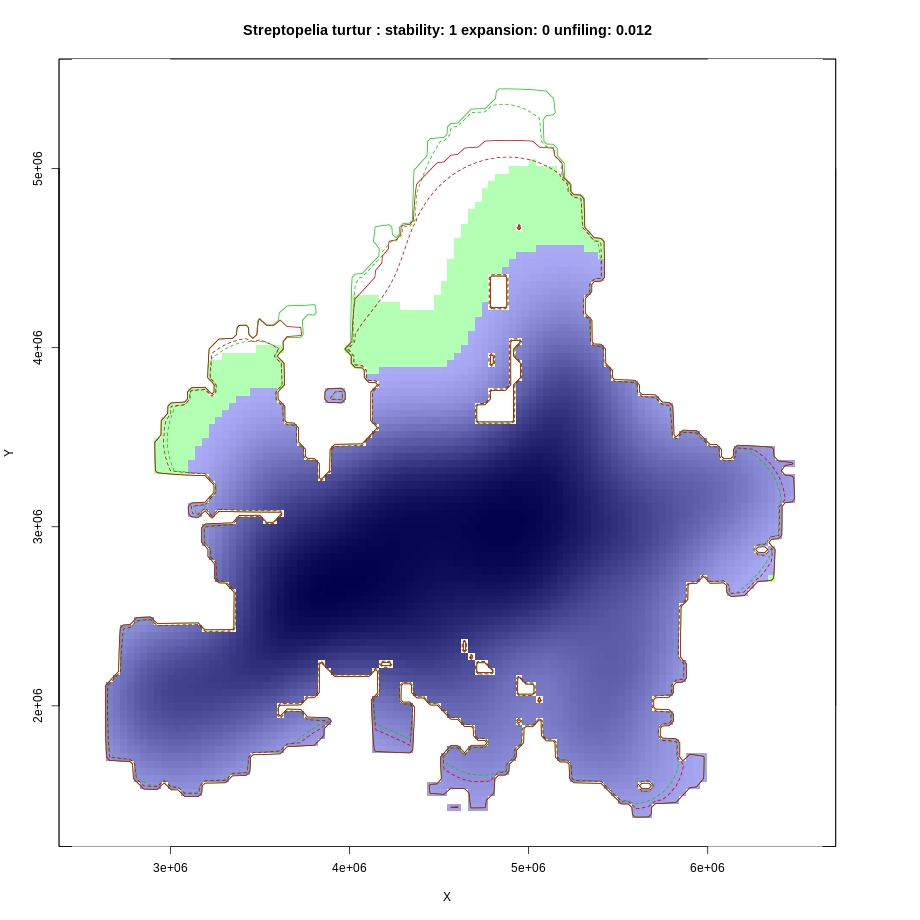 Streptopelia turtur : stability: 1 expansion: 0 unfiling: 0.012
5e+06
4e+06
Y
3e+06
2e+06
3e+06 4e+06 5e+06 6e+06
X